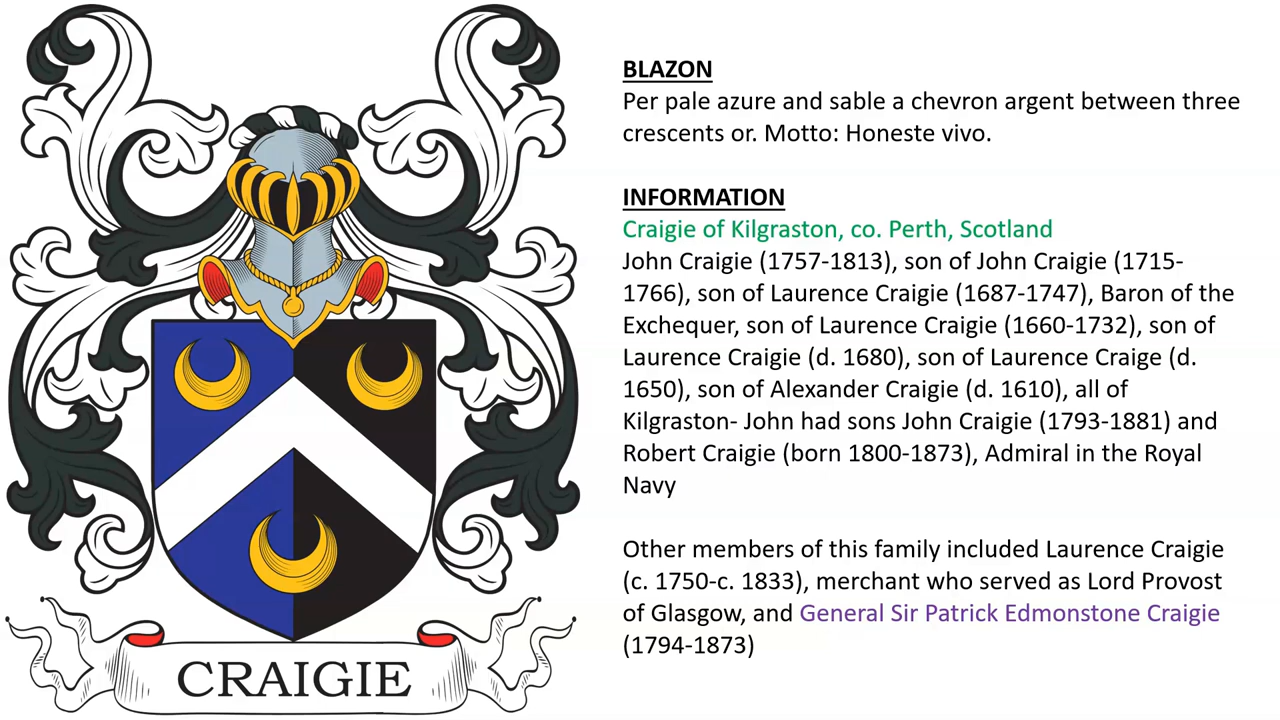 BLAZON
Per pale azure and sable a chevron argent between three
crescents or. Motto: Honeste vivo.
INFORMATION
Craigie of Kilgraston, co. Perth, Scotland
John Craigie (1757-1813), son of John Craigie (1715-
1766), son of Laurence Craigie (1687-1747), Baron of the
Exchequer, son of Laurence Craigie (1660-1732), son of
Laurence Craigie (d. 1680), son of Laurence Craige (d.
1650), son of Alexander Craigie (d. 1610), all of
Kilgraston- John had sons John Craigie (1793-1881) and
Robert Craigie (born 1800-1873), Admiral in the Royal
Navy
Other members of this family included Laurence Craigie
(c. 1750-c. 1833), merchant who served as Lord Provost
of Glasgow, and General Sir Patrick Edmonstone Craigie
(1794-1873)
CRAIGIE